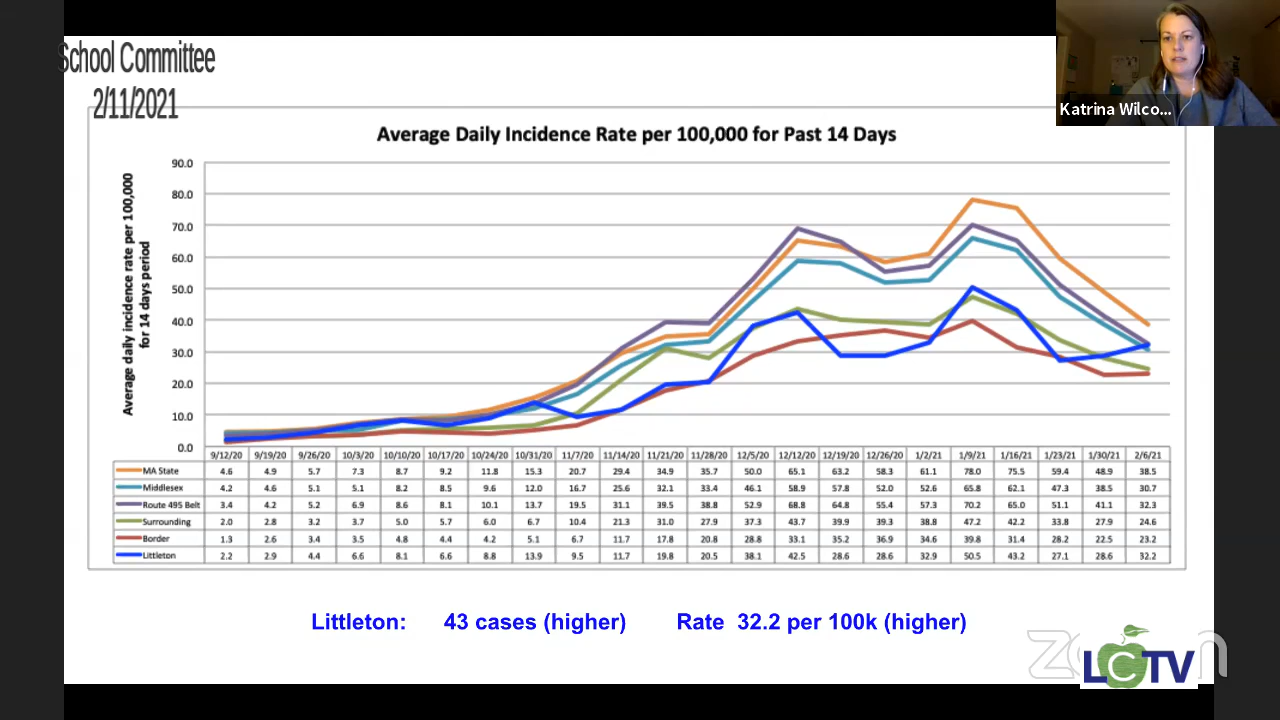 School Committee
2/11/2021
Katrina Wilco...
Average Daily Incidence Rate per 100,000 for Past 14 Days
Average daily incidence rate per 100,000
for 14 days period
90.0
80.0
70.0
60.0
50.0
40.0
30.0
20.0
10.0
0.0
9/12/20 9/19/20 9/26/20 10/3/20 10/10/20 10/17/20 10/24/20 10/31/20 11/7/20 11/14/20 11/21/20 11/28/20 12/5/20 12/12/20 12/19/20 12/26/20 1/2/21 1/9/21 1/16/21 1/23/21 1/30/21 2/6/21
MA State 4.6 4.9 5.7 7.3 8.7 9.2 11.8 15.3 20.7 29.4 34.9 35.7 50.0 65.1 63.2 58.3 61.1 78.0 75.5 59.4 48.9 38.5
Middlesex 4.2 4.6 5.1 5.1 8.2 8.5 9.6 12.0 16.7 25.6 32.1 33.4 46.1 58.9 57.8 52.0 52.6 65.8 62.1 47.3 38.5 30.7
Route 495 Belt 3.4 4.2 5.2 6.9 8.6 8.1 10.1 13.7 19.5 31.1 39.5 38.8 52.9 68.8 64.8 55.4 57.3 70.2 65.0 51.1 41.1 32.3
Surrounding 2.0 2.8 3.2 3.7 5.0 5.7 6.0 6.7 10.4 21.3 31.0 27.9 37.3 43.7 39.9 39.3 38.8 47.2 42.2 33.8 27.9 24.6
Border 1.3 2.6 3.4 3.5 4.8 4.4 4.2 5.1 6.7 11.7 17.8 20.8 28.8 33.1 35.2 36.9 34.6 39.8 31.4 28.2 22.5 23.2
Littleton 2.2 2.9 4.4 6.6 8.1 6.6 8.8 13.9 9.5 11.7 19.8 20.5 38.1 42.5 28.6 28.6 32.9 50.5 43.2 27.1 28.6 32.2
Littleton: 43 cases (higher) Rate 32.2 per 100k (higher)
zoom
LCTV